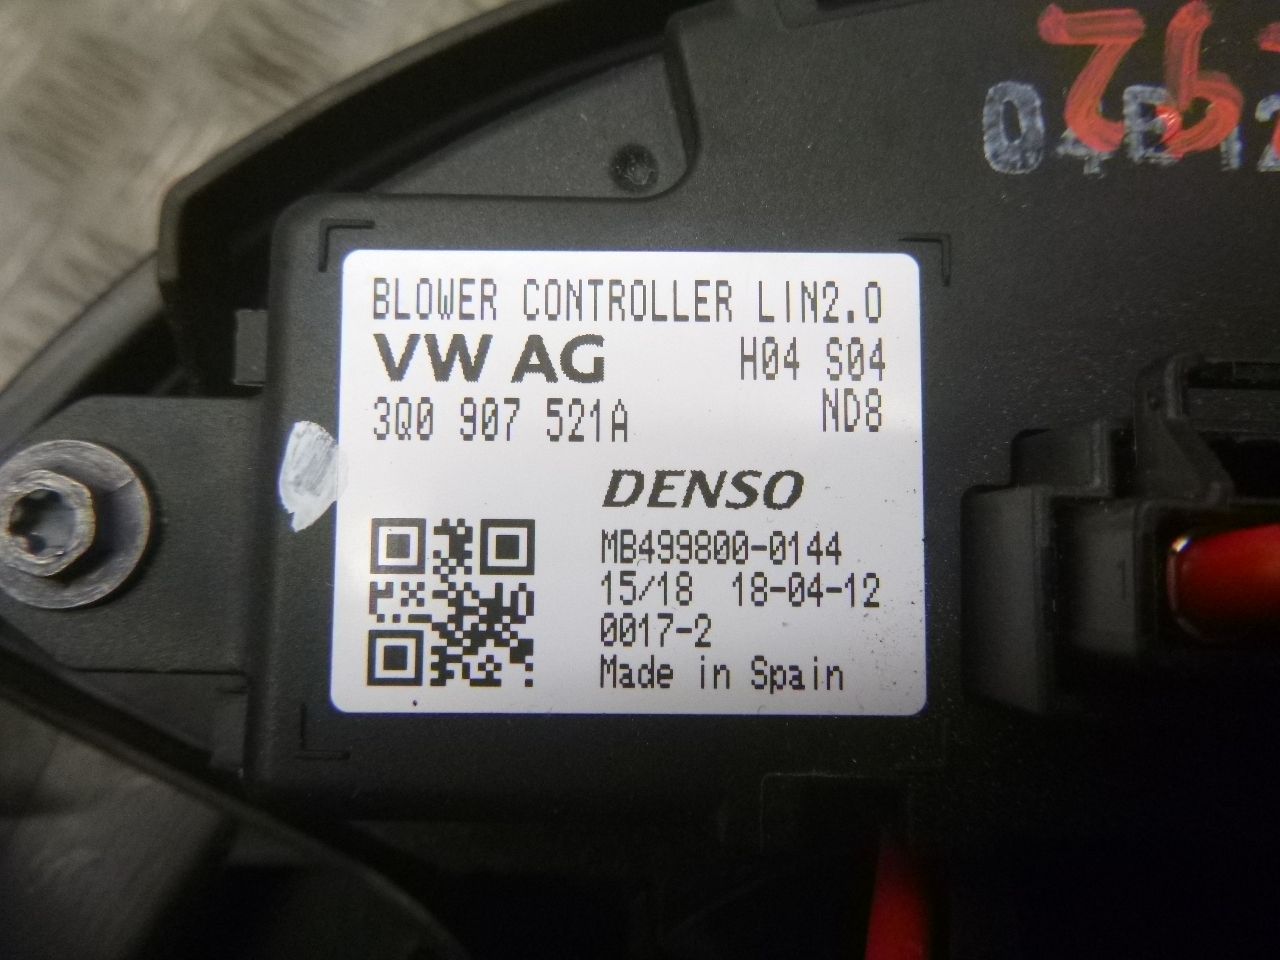 BLOWER CONTROLLER LIN2.0
VW AG H04 S04
3Q0 907 521A ND8
DENSO
MB499800-0144
15/18 18-04-12
0017-2
Made in Spain